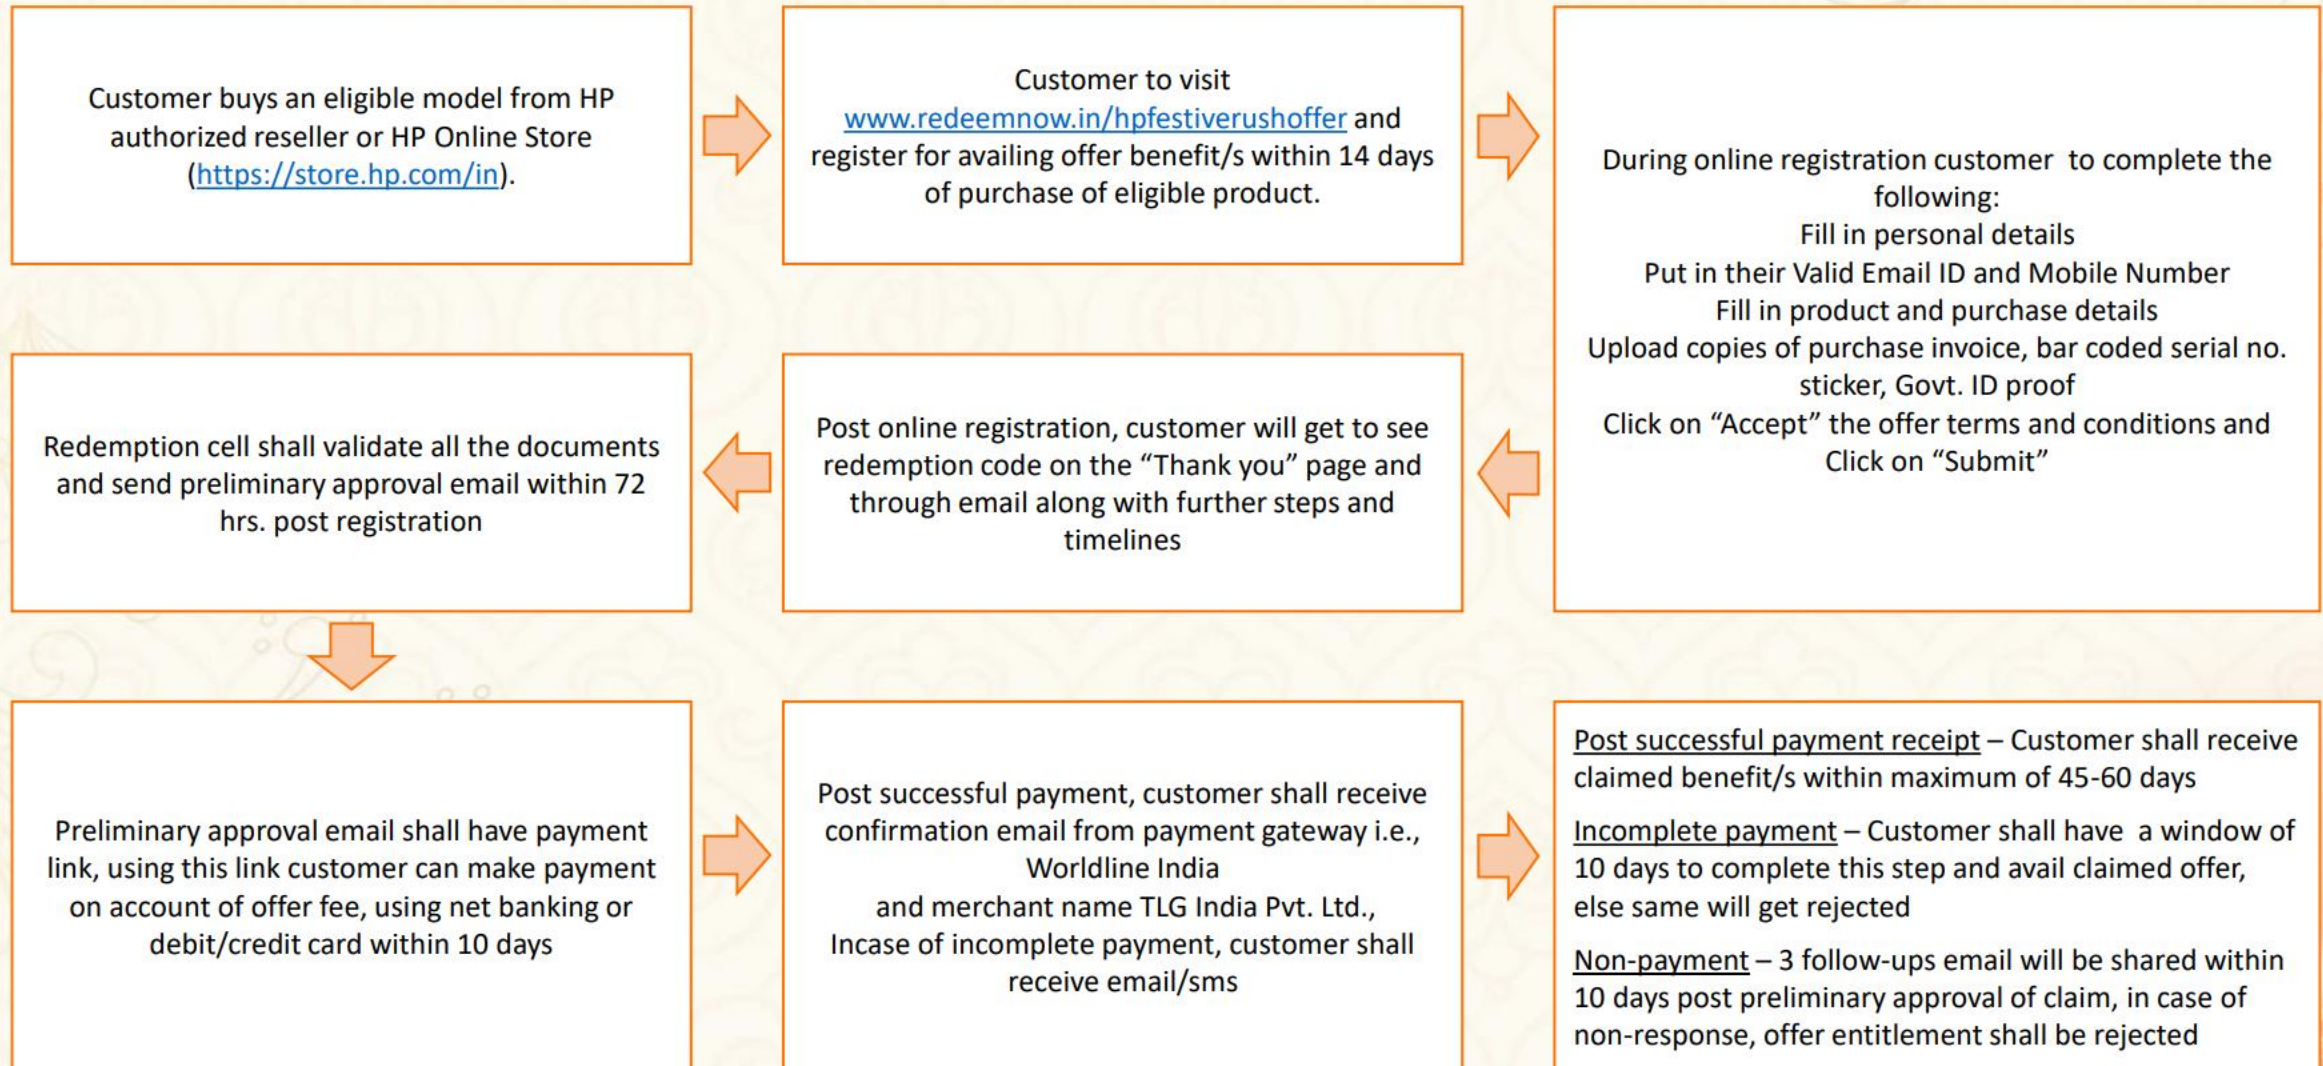 Customer buys an eligible model from HP
authorized reseller or HP Online Store
(https://store.hp.com/in).
Customer to visit
www.redeemnow.in/hpfestiverushoffer and
register for availing offer benefit/s within 14 days
of purchase of eligible product.
During online registration customer to complete the
following:
Fill in personal details
Put in their Valid Email ID and Mobile Number
Fill in product and purchase details
Upload copies of purchase invoice, bar coded serial no.
sticker, Govt. ID proof
Click on “Accept” the offer terms and conditions and
Click on “Submit”
Post online registration, customer will get to see
redemption code on the “Thank you” page and
through email along with further steps and
timelines
Redemption cell shall validate all the documents
and send preliminary approval email within 72
hrs. post registration
Preliminary approval email shall have payment
link, using this link customer can make payment
on account of offer fee, using net banking or
debit/credit card within 10 days
Post successful payment, customer shall receive
confirmation email from payment gateway i.e.,
Worldline India
and merchant name TLG India Pvt. Ltd.,
Incase of incomplete payment, customer shall
receive email/sms
Post successful payment receipt – Customer shall receive
claimed benefit/s within maximum of 45-60 days
Incomplete payment – Customer shall have a window of
10 days to complete this step and avail claimed offer,
else same will get rejected
Non-payment – 3 follow-ups email will be shared within
10 days post preliminary approval of claim, in case of
non-response, offer entitlement shall be rejected